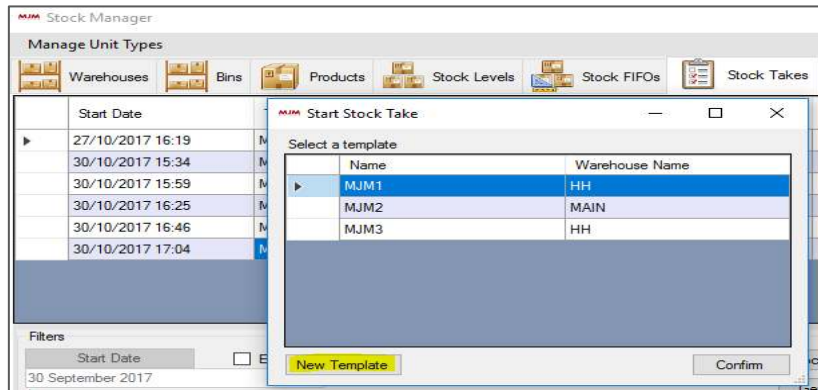 MJM Stock Manager
Manage Unit Types
Warehouses Bins Products Stock Levels Stock FIFOs Stock Takes
Start Date
27/10/2017 16:19
30/10/2017 15:34
30/10/2017 15:59
30/10/2017 16:25
30/10/2017 16:46
30/10/2017 17:04
MJM Start Stock Take
Select a template
Name Warehouse Name
MJM1 HH
MJM2 MAIN
MJM3 HH
New Template Confirm
Filters
Start Date
30 September 2017